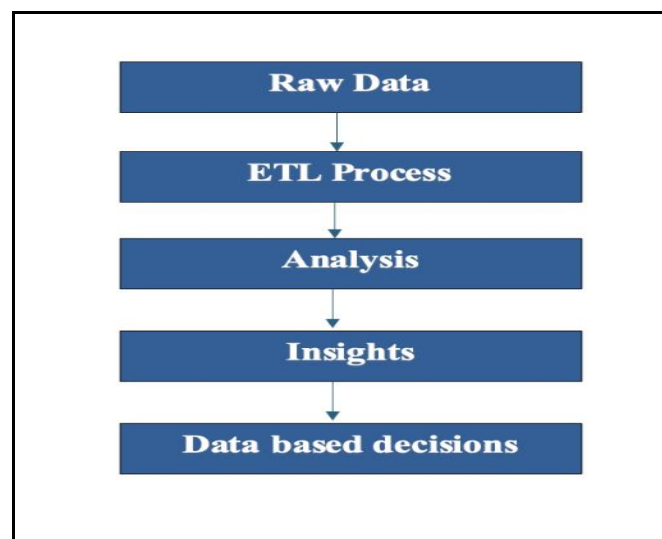 Raw Data
ETL Process
Analysis
Insights
Data based decisions